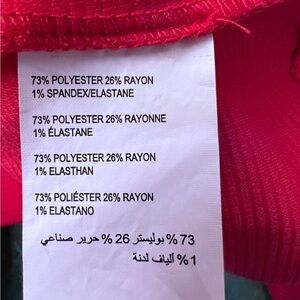 73% POLYESTER 26% RAYON
1% SPANDEX/ELASTANE
73% POLYESTER 26% RAYONNE
1% ÉLASTANE
73% POLYESTER 26% RAYON
1% ELASTHAN
73% POLIÉSTER 26% RAYON
1% ELASTANO
73 % بوليستر 26 % حرير صناعي
1 % ألياف لدنة